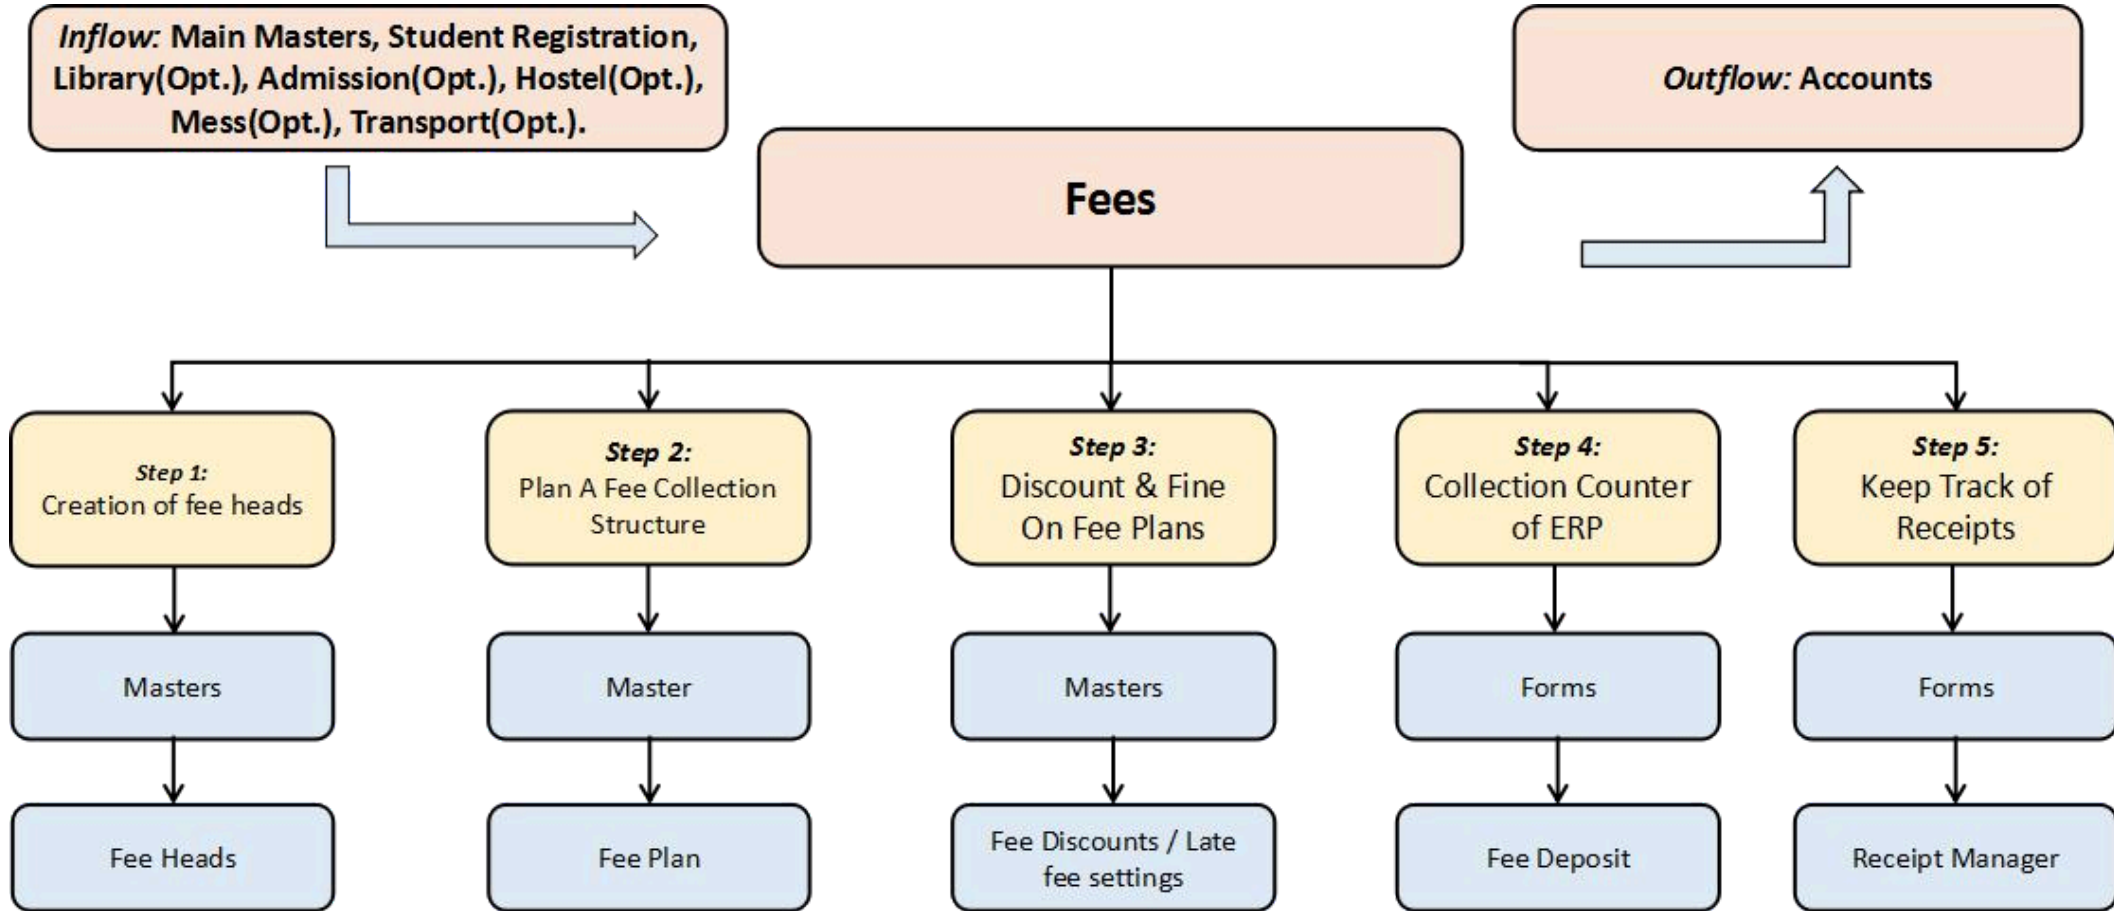 Inflow: Main Masters, Student Registration,
Library(Opt.), Admission(Opt.), Hostel(Opt.),
Mess(Opt.), Transport(Opt.).
Outflow: Accounts
Fees
Step 1:
Creation of fee heads
Step 2:
Plan A Fee Collection
Structure
Step 3:
Discount & Fine
On Fee Plans
Step 4:
Collection Counter
of ERP
Step 5:
Keep Track of
Receipts
Masters
Master
Masters
Forms
Forms
Fee Heads
Fee Plan
Fee Discounts / Late
fee settings
Fee Deposit
Receipt Manager